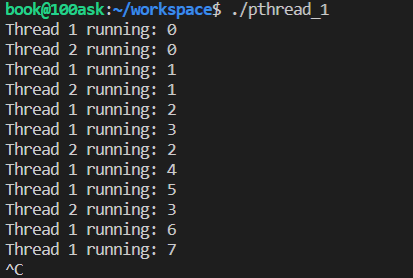 book@100ask:~/workspace$ ./pthread_1
Thread 1 running: 0
Thread 2 running: 0
Thread 1 running: 1
Thread 2 running: 1
Thread 1 running: 2
Thread 1 running: 3
Thread 2 running: 2
Thread 1 running: 4
Thread 1 running: 5
Thread 2 running: 3
Thread 1 running: 6
Thread 1 running: 7
^C